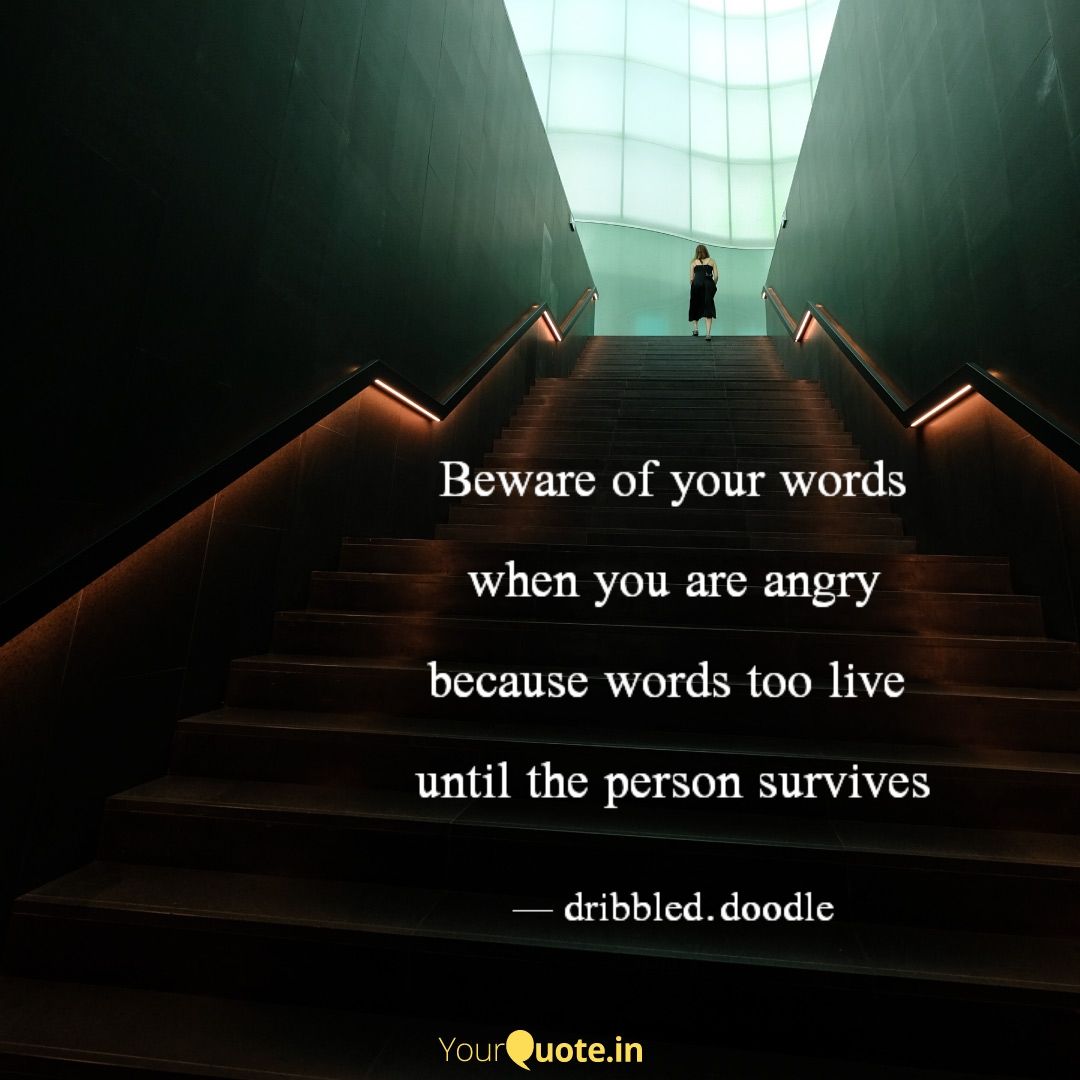 Beware of your words
when you are angry
because words too live
until the person survives
— dribbled.doodle
YourQuote.in